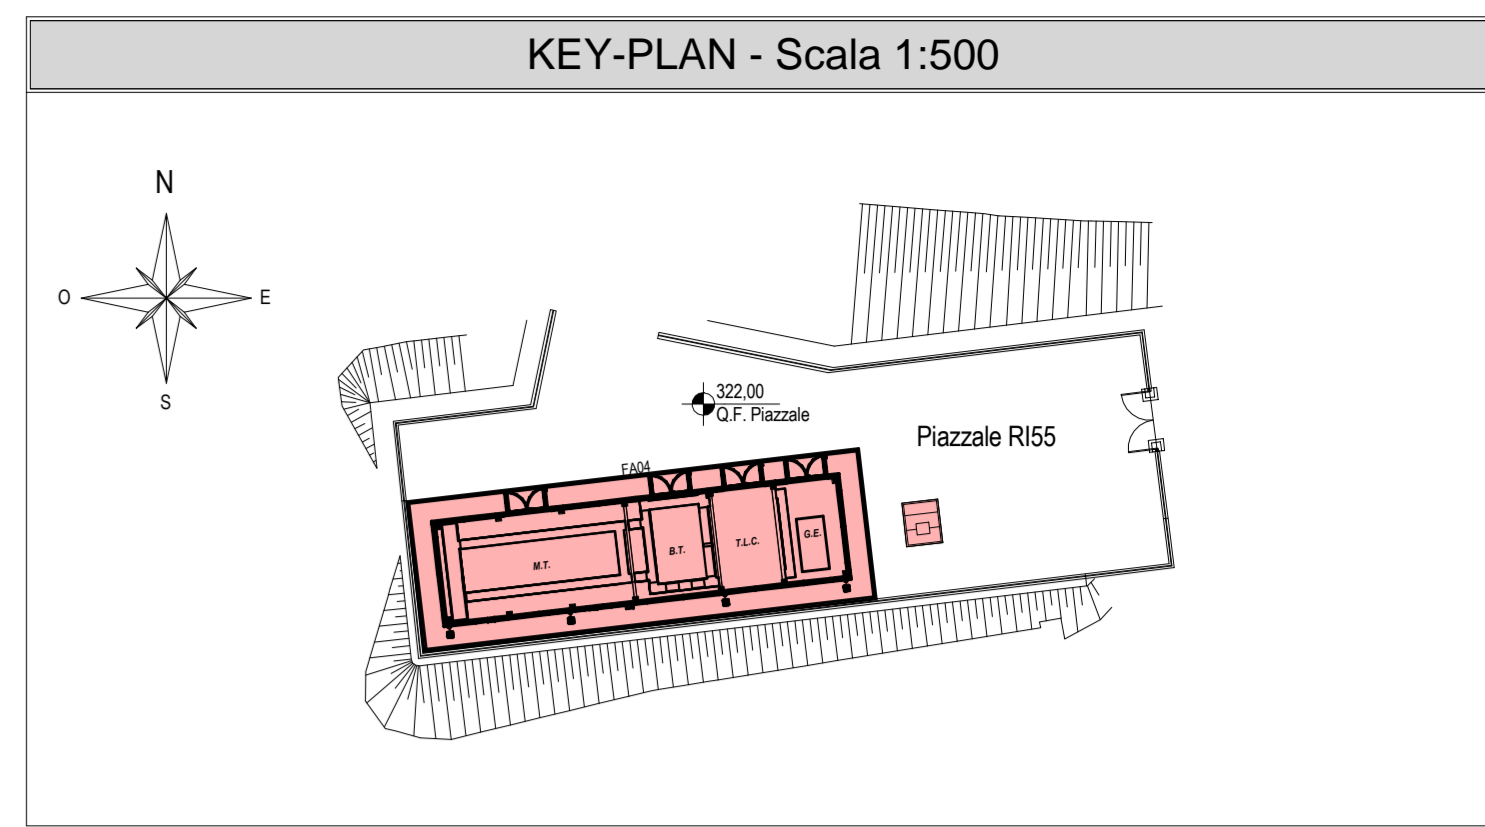 KEY-PLAN - Scala 1:500
N
O
E
S
322,00
Q.F. Piazzale
Piazzale RI55
FA04
M.T.
B.T.
T.L.C.
G.E.